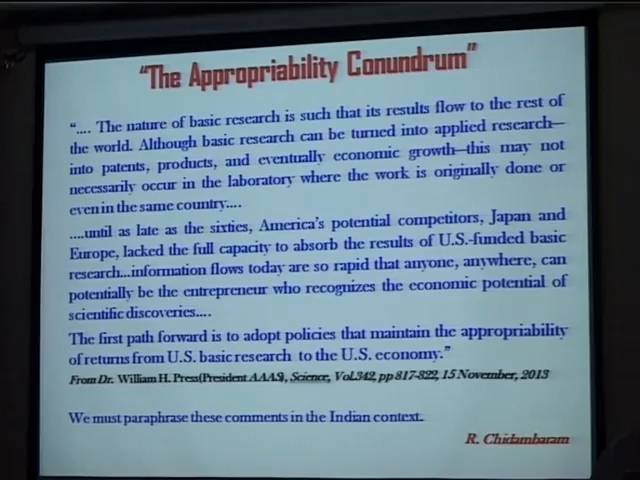 "The Appropriability Conundrum"
".... The nature of basic research is such that its results flow to the rest of
the world. Although basic research can be turned into applied research—
into patents, products, and eventually economic growth—this may not
necessarily occur in the laboratory where the work is originally done or
even in the same country....
....until as late as the sixties, America's potential competitors, Japan and
Europe, lacked the full capacity to absorb the results of U.S.-funded basic
research...information flows today are so rapid that anyone, anywhere, can
potentially be the entrepreneur who recognizes the economic potential of
scientific discoveries....
The first path forward is to adopt policies that maintain the appropriability
of returns from U.S. basic research to the U.S. economy."
From Dr. William H. Press(President AAAS), Science, Vol.342, pp 817-822, 15 November, 2013
We must paraphrase these comments in the Indian context.
R. Chidambaram